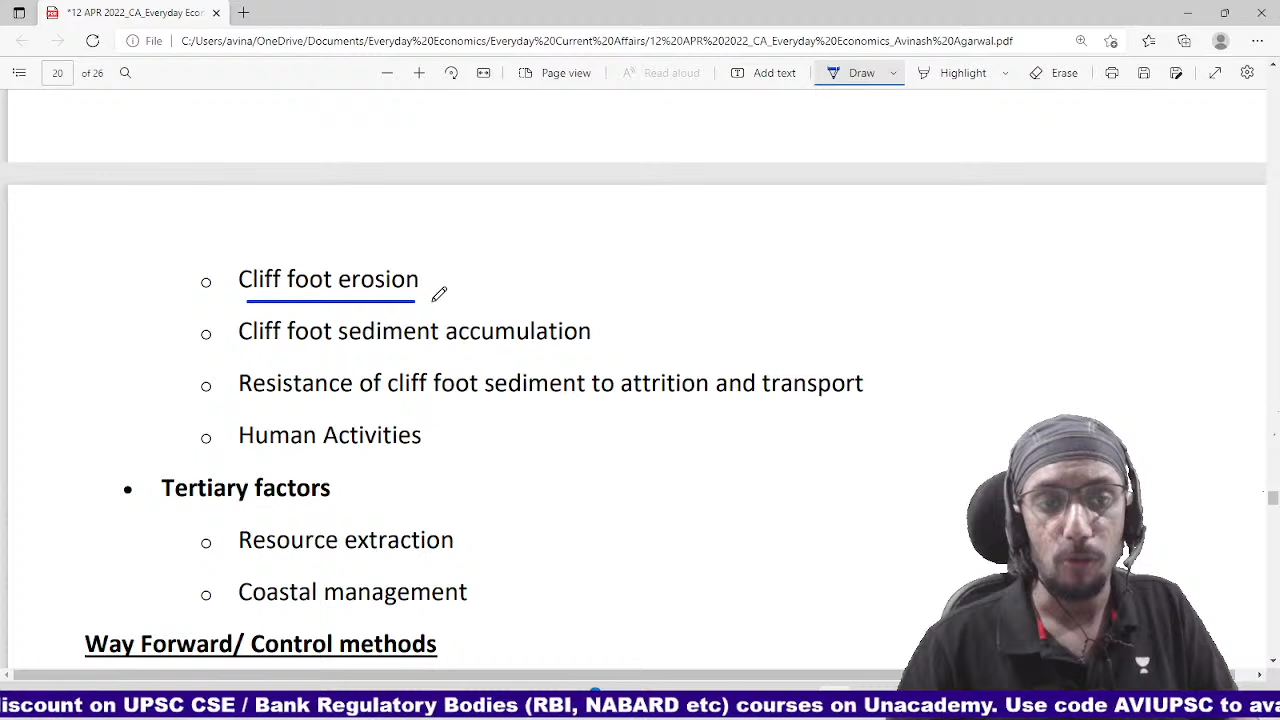 *12 APR 2022_CA_Everyday Econ
File
C:/Users/avina/OneDrive/Documents/Everyday%20Economics/Everyday%20Current%20Affairs/12%20APR%202022_CA_Everyday%20Economics_Avinash%20Agarwal.pdf
20 of 26
Page view
Read aloud
Add text
Draw
Highlight
Erase
Cliff foot erosion
Cliff foot sediment accumulation
Resistance of cliff foot sediment to attrition and transport
Human Activities
Tertiary factors
Resource extraction
Coastal management
Way Forward/ Control methods
discount on UPSC CSE / Bank Regulatory Bodies (RBI, NABARD etc) courses on Unacademy. Use code AVIUPSC to ava